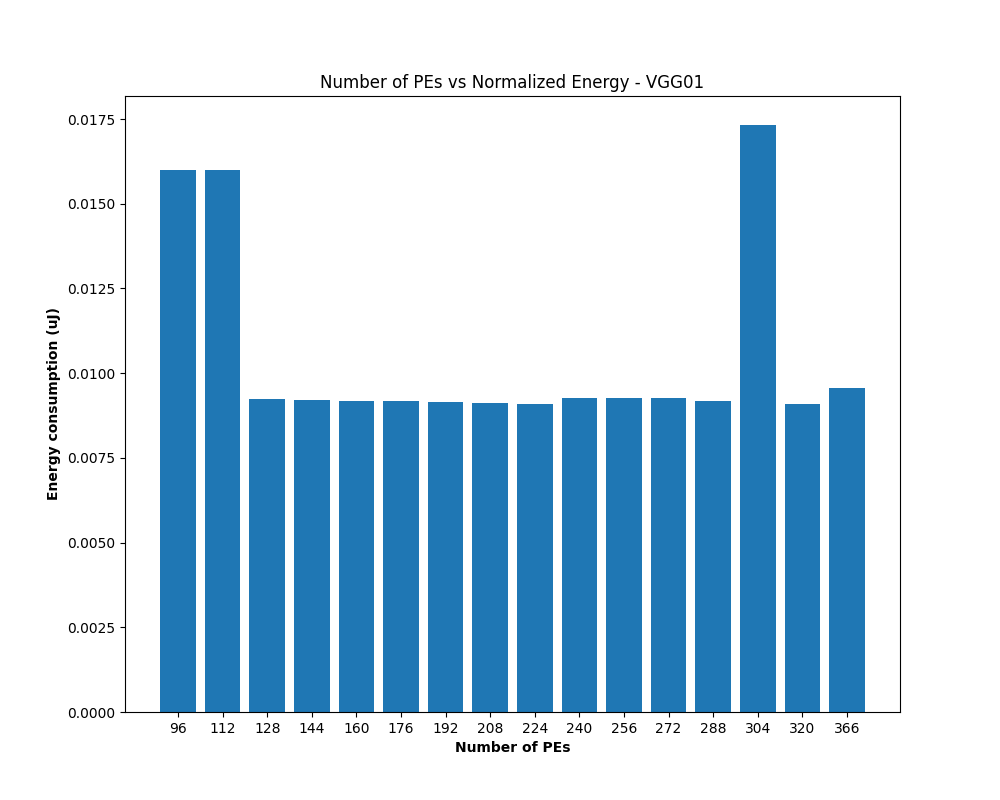 Number of PEs vs Normalized Energy - VGG01
0.0175
0.0150
0.0125
0.0100
0.0075
0.0050
0.0025
0.0000
Energy consumption (uJ)
96 112 128 144 160 176 192 208 224 240 256 272 288 304 320 366
Number of PEs